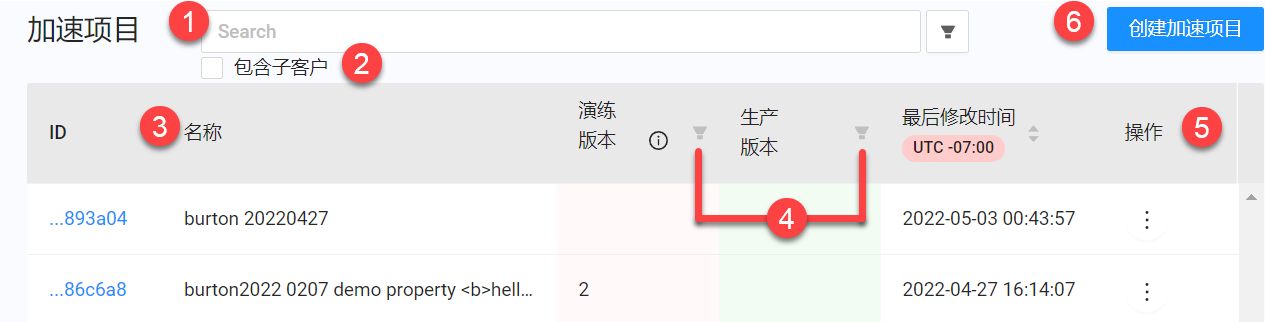 加速项目
1
Search
6
创建加速项目
包含子客户
2
ID
3
名称
演练
版本
生产
版本
最后修改时间
UTC -07:00
操作
5
4
...893a04
burton 20220427
2022-05-03 00:43:57
...86c6a8
burton2022 0207 demo property <b>hell...
2
2022-04-27 16:14:07